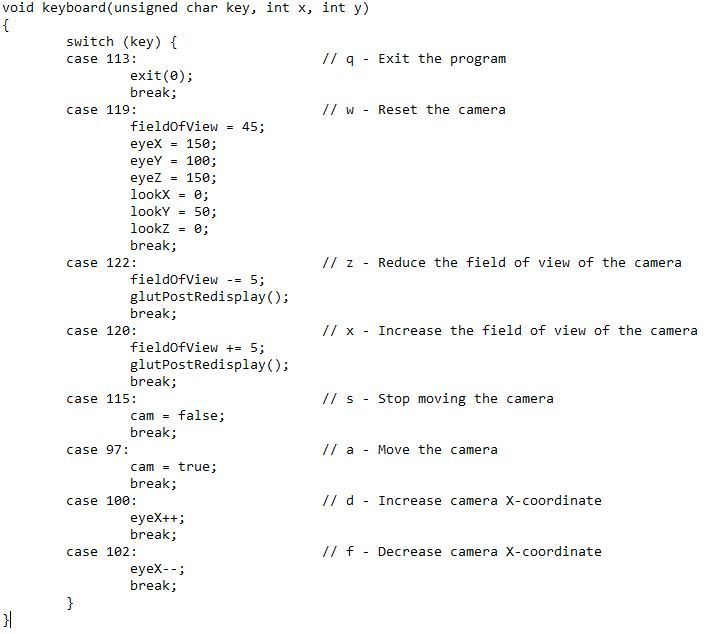 void keyboard(unsigned char key, int x, int y)
{
switch (key) {
case 113: // q - Exit the program
exit(0);
break;
case 119: // w - Reset the camera
fieldOfView = 45;
eyeX = 150;
eyeY = 100;
eyeZ = 150;
lookX = 0;
lookY = 50;
lookZ = 0;
break;
case 122: // z - Reduce the field of view of the camera
fieldOfView -= 5;
glutPostRedisplay();
break;
case 120: // x - Increase the field of view of the camera
fieldOfView += 5;
glutPostRedisplay();
break;
case 115: // s - Stop moving the camera
cam = false;
break;
case 97: // a - Move the camera
cam = true;
break;
case 100: // d - Increase camera X-coordinate
eyeX++;
break;
case 102: // f - Decrease camera X-coordinate
eyeX--;
break;
}
}